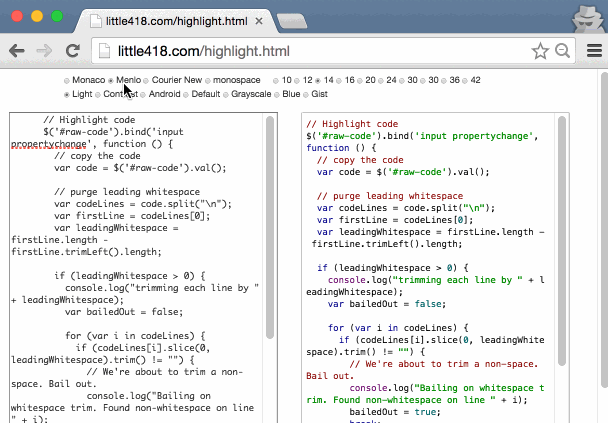 little418.com/highlight.html
little418.com/highlight.html
Monaco Menlo Courier New monospace 10 12 14 16 20 24 30 30 36 42
Light Contrast Android Default Grayscale Blue Gist
// Highlight code
$('#raw-code').bind('input
propertychange', function () {
// copy the code
var code = $('#raw-code').val();
// purge leading whitespace
var codeLines = code.split("\n");
var firstLine = codeLines[0];
var leadingWhitespace =
firstLine.length -
firstLine.trimLeft().length;
if (leadingWhitespace > 0) {
console.log("trimming each line by "
+ leadingWhitespace);
var bailedOut = false;
for (var i in codeLines) {
if (codeLines[i].slice(0,
leadingWhitespace).trim() != "") {
// We're about to trim a non-
space. Bail out.
console.log("Bailing on
whitespace trim. Found non-whitespace on line
" + i);
// Highlight code
$('#raw-code').bind('input propertychange',
function () {
// copy the code
var code = $('#raw-code').val();
// purge leading whitespace
var codeLines = code.split("\n");
var firstLine = codeLines[0];
var leadingWhitespace = firstLine.length -
firstLine.trimLeft().length;
if (leadingWhitespace > 0) {
console.log("trimming each line by " + l
eadingWhitespace);
var bailedOut = false;
for (var i in codeLines) {
if (codeLines[i].slice(0, leadingWhite
space).trim() != "") {
// We're about to trim a non-space.
Bail out.
console.log("Bailing on whitespace t
rim. Found non-whitespace on line " + i);
bailedOut = true;